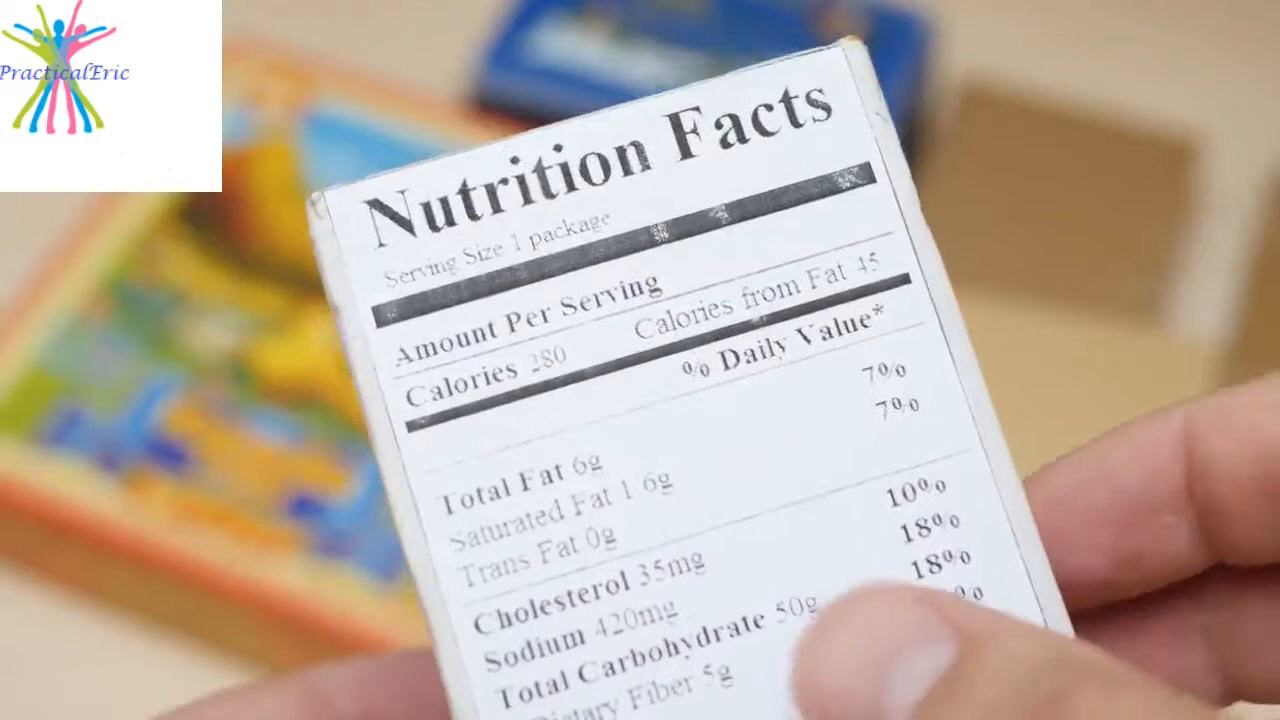 PracticalEric
Nutrition Facts
Serving Size 1 package
Amount Per Serving
Calories 280 Calories from Fat 45
% Daily Value*
Total Fat 6g 7%
Saturated Fat 1 6g 7%
Trans Fat 0g
Cholesterol 35mg 10%
Sodium 420mg 18%
Total Carbohydrate 50g 18%
Dietary Fiber 5g %